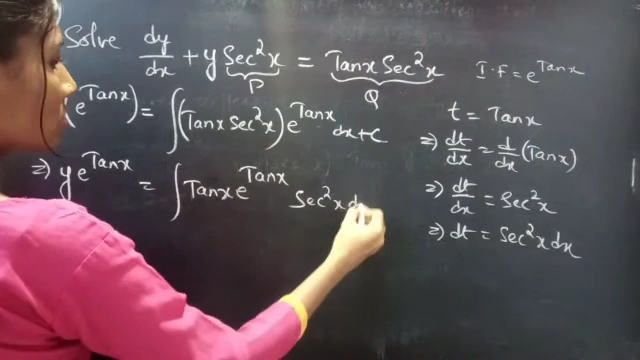 Solve dy/dx + y Sec²x = Tanx Sec²x
P
Q
(e^Tanx) = ∫(Tanx Sec²x) e^Tanx dx + c
⇒ y e^Tanx = ∫ Tanx e^Tanx Sec²x d
I.F = e^Tanx
t = Tanx
⇒ dt/dx = d/dx (Tanx)
⇒ dt/dx = Sec²x
⇒ dt = Sec²x dx